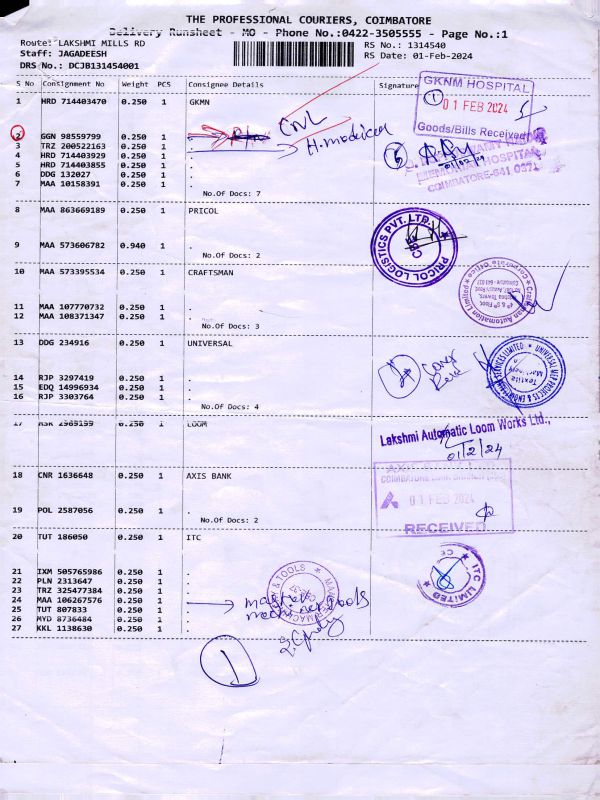 THE PROFESSIONAL COURIERS, COIMBATORE
Delivery Runsheet - MO - Phone No.:0422-3505555 - Page No.:1
Route: LAKSHMI MILLS RD
RS No.: 1314540
Staff: JAGADEESH
RS Date: 01-Feb-2024
DRS No.: DCJB131454001
S No Consignment No Weight PCS Consignee Details Signature
1 HRD 714403470 0.250 1 GKMN
GKNM HOSPITAL
01 FEB 2024
Goods/Bills Received
2 GGN 98559799 0.250 1 .
3 TRZ 200522163 0.250 1 .
4 HRD 714403929 0.250 1 .
5 HRD 714403855 0.250 1 .
6 DDG 132027 0.250 1 .
7 MAA 10158391 0.250 1 .
HOSPITAL
COIMBATORE-641 037
No.Of Docs: 7
8 MAA 863669189 0.250 1 PRICOL
PRICOL LOGISTICS PVT. LTD.
CBE
9 MAA 573606782 0.940 1 .
No.Of Docs: 2
10 MAA 573395534 0.250 1 CRAFTSMAN
Craftsman Automation Limited
Corporate Office
11 MAA 107770732 0.250 1 .
12 MAA 108371347 0.250 1 .
No.Of Docs: 3
13 DDG 234916 0.250 1 UNIVERSAL
14 RJP 3297419 0.250 1 .
15 EDQ 14996934 0.250 1 .
16 RJP 3303764 0.250 1 .
No.Of Docs: 4
17 LOOM
Lakshmi Automatic Loom Works Ltd.,
01/2/24
18 CNR 1636648 0.250 1 AXIS BANK
01 FEB 2024
RECEIVED
19 POL 2587056 0.250 1 .
No.Of Docs: 2
20 TUT 186050 0.250 1 ITC
ITC LIMITED
21 IXM 505765986 0.250 1 .
22 PLN 2313647 0.250 1 .
23 TRZ 325477384 0.250 1 .
24 MAA 106267576 0.250 1 .
25 TUT 807833 0.250 1 .
26 MYD 8736484 0.250 1 .
27 KKL 1138630 0.250 1 .